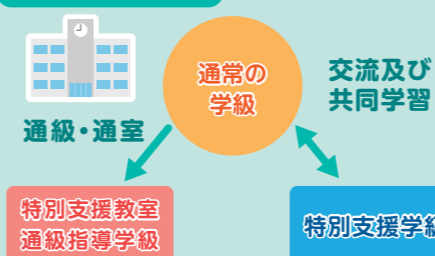 通常の
学級
交流及び
共同学習
通級・通室
特別支援教室
通級指導学級
特別支援学級